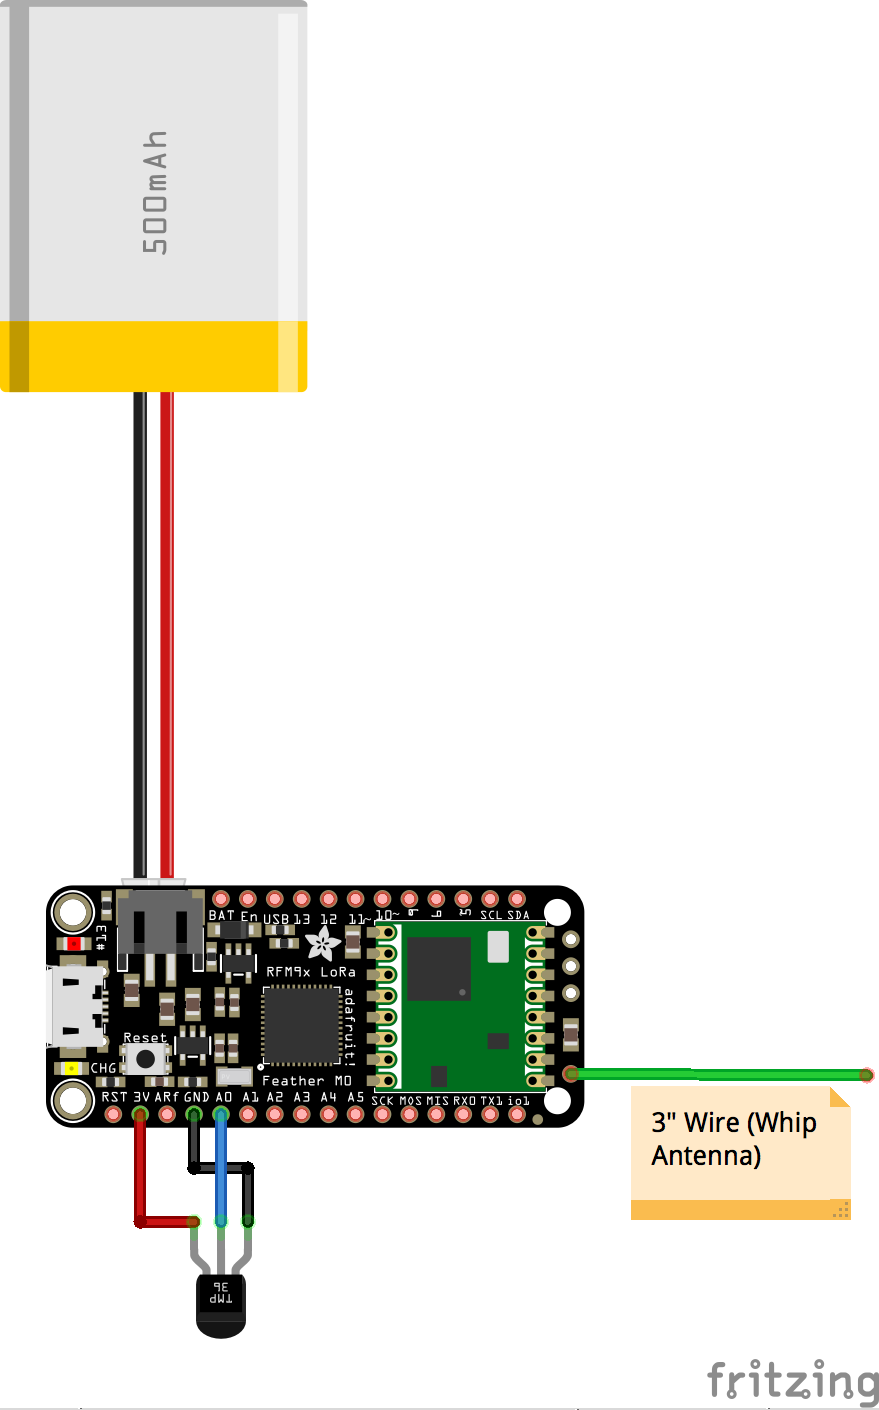 500mAh
BAT En USB 13 12 11~ 10~ 9 6 5 SCL SDA
ET#
RFM9x LoRa
adafruit!
Reset
CHG
Feather M0
RST 3V ARf GND A0 A1 A2 A3 A4 A5 SCK MOS MIS RX0 TX1 io1
3" Wire (Whip
Antenna)
TMP
36
fritzing